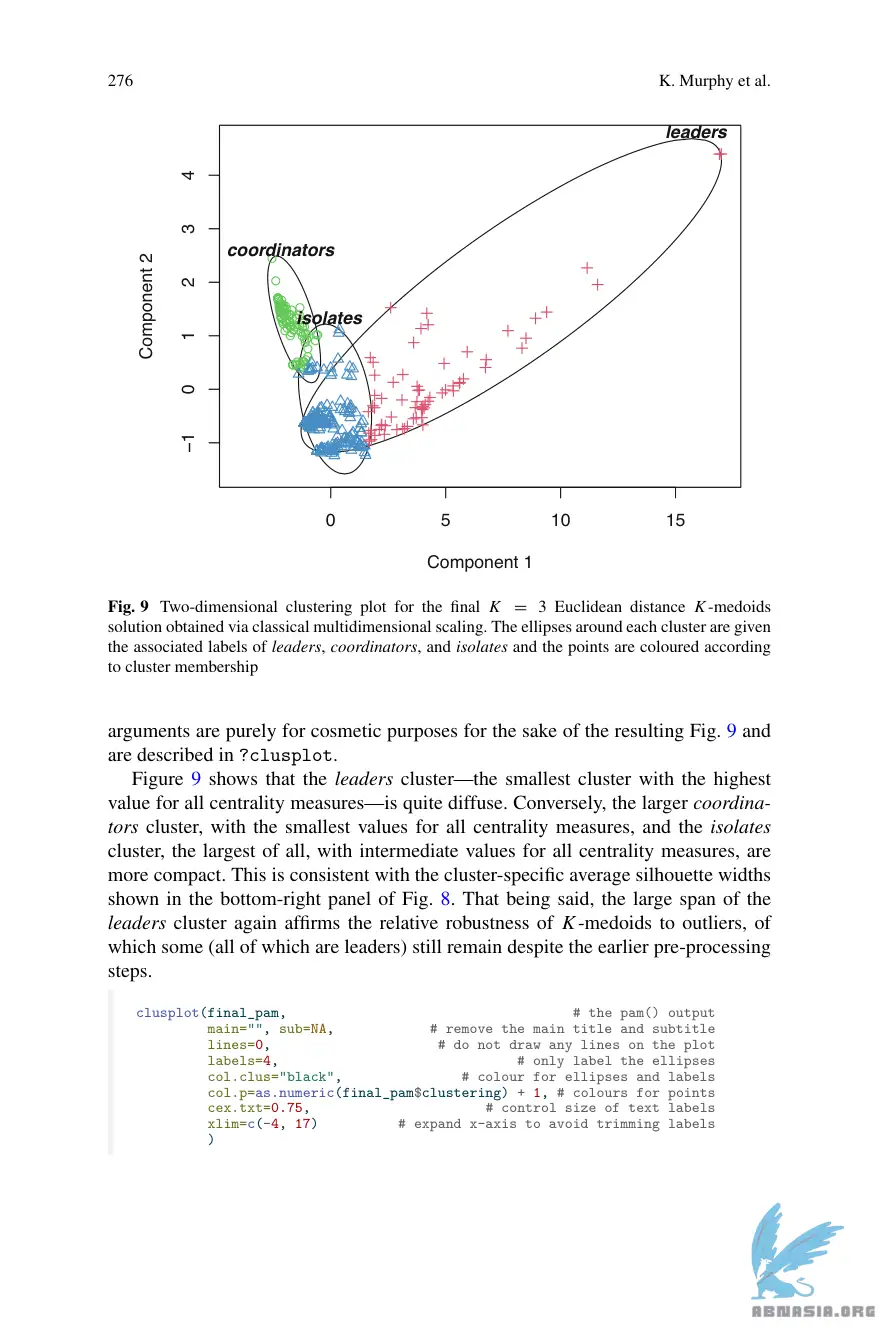 276
K. Murphy et al.
leaders
coordinators
isolates
Component 2
4
3
2
1
0
−1
0
5
10
15
Component 1
Fig. 9 Two-dimensional clustering plot for the final K = 3 Euclidean distance K-medoids
solution obtained via classical multidimensional scaling. The ellipses around each cluster are given
the associated labels of leaders, coordinators, and isolates and the points are coloured according
to cluster membership
arguments are purely for cosmetic purposes for the sake of the resulting Fig. 9 and
are described in ?clusplot.
Figure 9 shows that the leaders cluster—the smallest cluster with the highest
value for all centrality measures—is quite diffuse. Conversely, the larger coordina-
tors cluster, with the smallest values for all centrality measures, and the isolates
cluster, the largest of all, with intermediate values for all centrality measures, are
more compact. This is consistent with the cluster-specific average silhouette widths
shown in the bottom-right panel of Fig. 8. That being said, the large span of the
leaders cluster again affirms the relative robustness of K-medoids to outliers, of
which some (all of which are leaders) still remain despite the earlier pre-processing
steps.
clusplot(final_pam, # the pam() output
main="", sub=NA, # remove the main title and subtitle
lines=0, # do not draw any lines on the plot
labels=4, # only label the ellipses
col.clus="black", # colour for ellipses and labels
col.p=as.numeric(final_pam$clustering) + 1, # colours for points
cex.txt=0.75, # control size of text labels
xlim=c(-4, 17) # expand x-axis to avoid trimming labels
)
ABNASIA.ORG